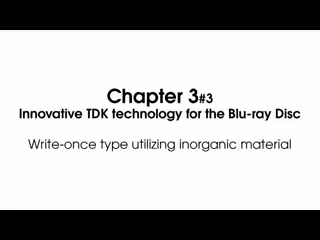 Chapter 3#3
Innovative TDK technology for the Blu-ray Disc
Write-once type utilizing inorganic material